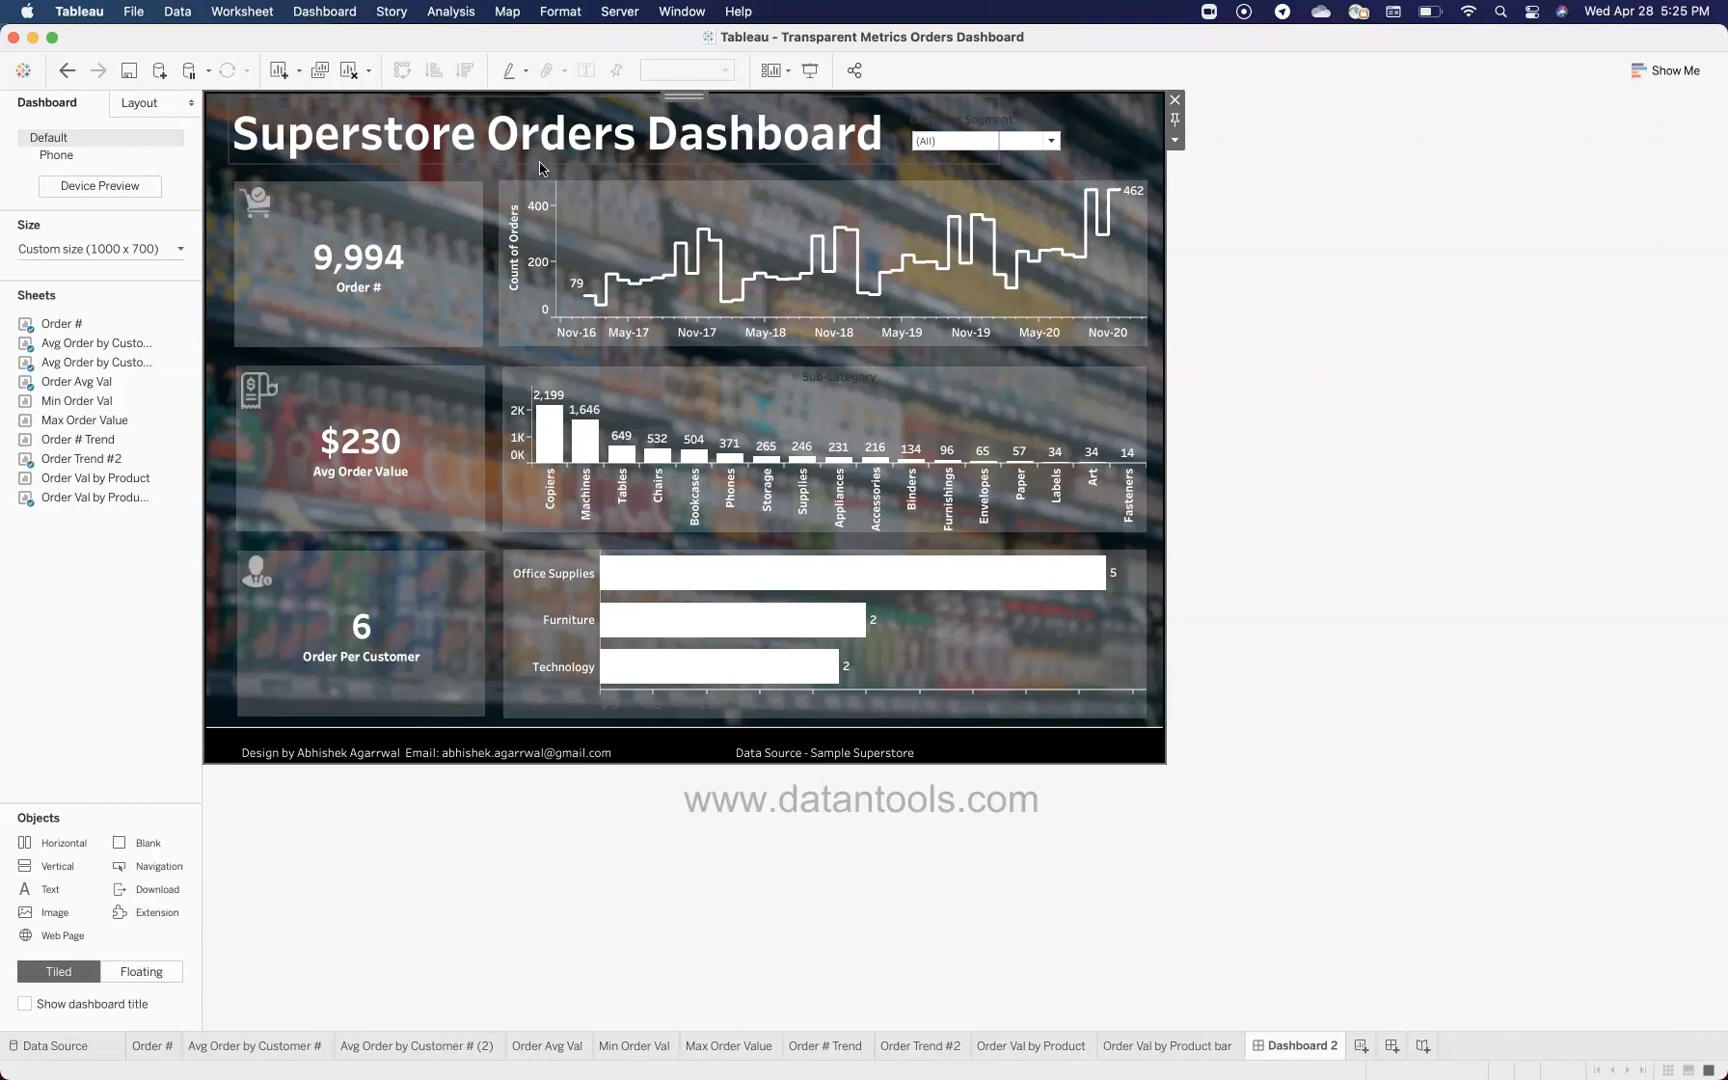 Tableau File Data Worksheet Dashboard Story Analysis Map Format Server Window Help Wed Apr 28 5:25 PM
Tableau - Transparent Metrics Orders Dashboard
Show Me
Dashboard Layout
Default
Phone
Device Preview
Size
Custom size (1000 x 700)
Sheets
Order #
Avg Order by Custo...
Avg Order by Custo...
Order Avg Val
Min Order Val
Max Order Value
Order # Trend
Order Trend #2
Order Val by Product
Order Val by Produ...
Objects
Horizontal Blank
Vertical Navigation
Text Download
Image Extension
Web Page
Tiled Floating
Show dashboard title
Superstore Orders Dashboard
Segment
(All)
9,994
Order #
Count of Orders
400
200
0
79
462
Nov-16 May-17 Nov-17 May-18 Nov-18 May-19 Nov-19 May-20 Nov-20
$230
Avg Order Value
Sub-Category
2K
1K
0K
2,199 1,646 649 532 504 371 265 246 231 216 134 96 65 57 34 34 14
Copiers Machines Tables Chairs Bookcases Phones Storage Supplies Appliances Accessories Binders Furnishings Envelopes Paper Labels Art Fasteners
6
Order Per Customer
Office Supplies 5
Furniture 2
Technology 2
Design by Abhishek Agarrwal Email: abhishek.agarrwal@gmail.com Data Source - Sample Superstore
www.datantools.com
Data Source Order # Avg Order by Customer # Avg Order by Customer # (2) Order Avg Val Min Order Val Max Order Value Order # Trend Order Trend #2 Order Val by Product Order Val by Product bar Dashboard 2